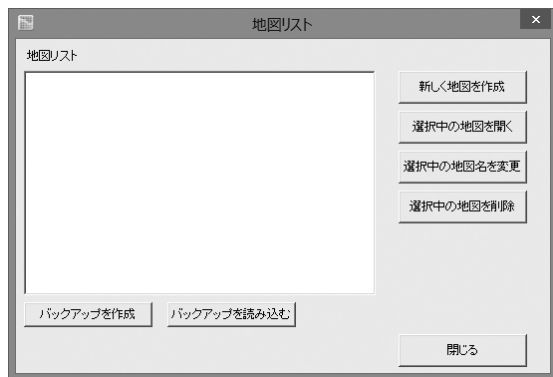 地図リスト
×
地図リスト
新しく地図を作成
選択中の地図を開く
選択中の地図名を変更
選択中の地図を削除
バックアップを作成
バックアップを読み込む
閉じる